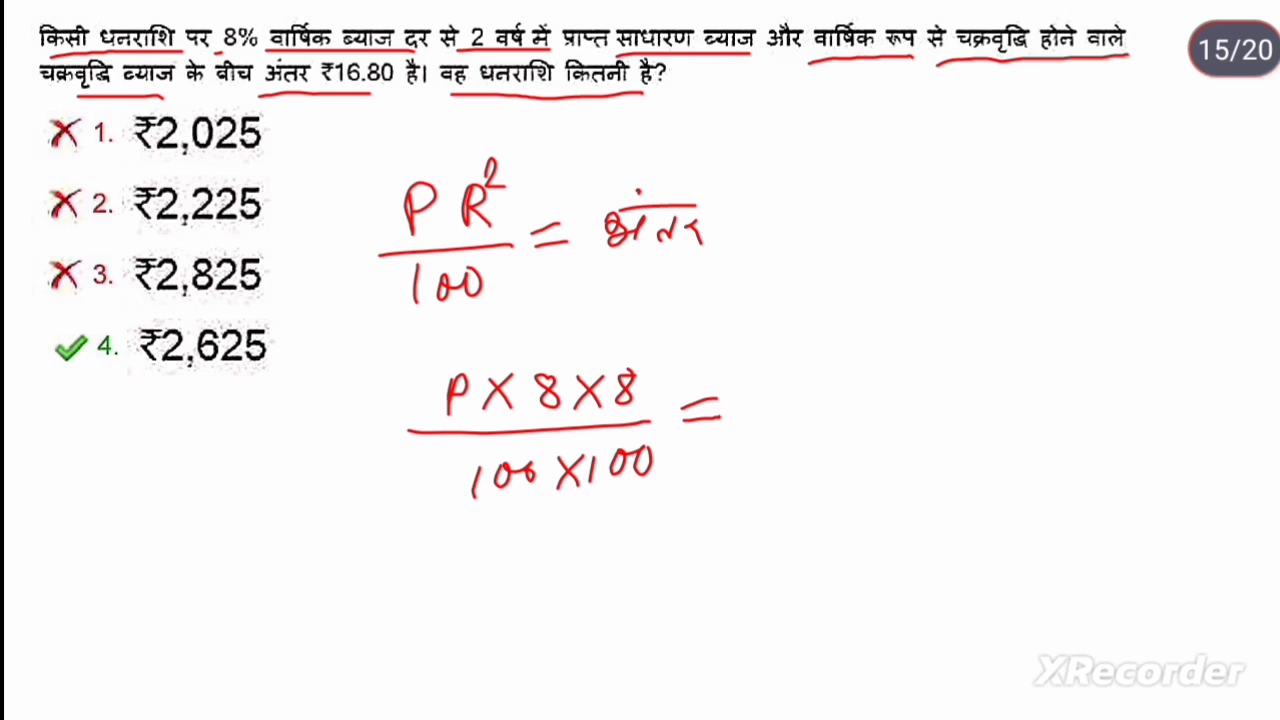 किसी धनराशि पर 8% वार्षिक ब्याज दर से 2 वर्ष में प्राप्त साधारण ब्याज और वार्षिक रूप से चक्रवृद्धि होने वाले
चक्रवृद्धि ब्याज के बीच अंतर ₹16.80 है। वह धनराशि कितनी है?
15/20
1. ₹2,025
2. ₹2,225
3. ₹2,825
4. ₹2,625
P R²
100
= अंतर
P × 8 × 8
100 × 100
=
XRecorder